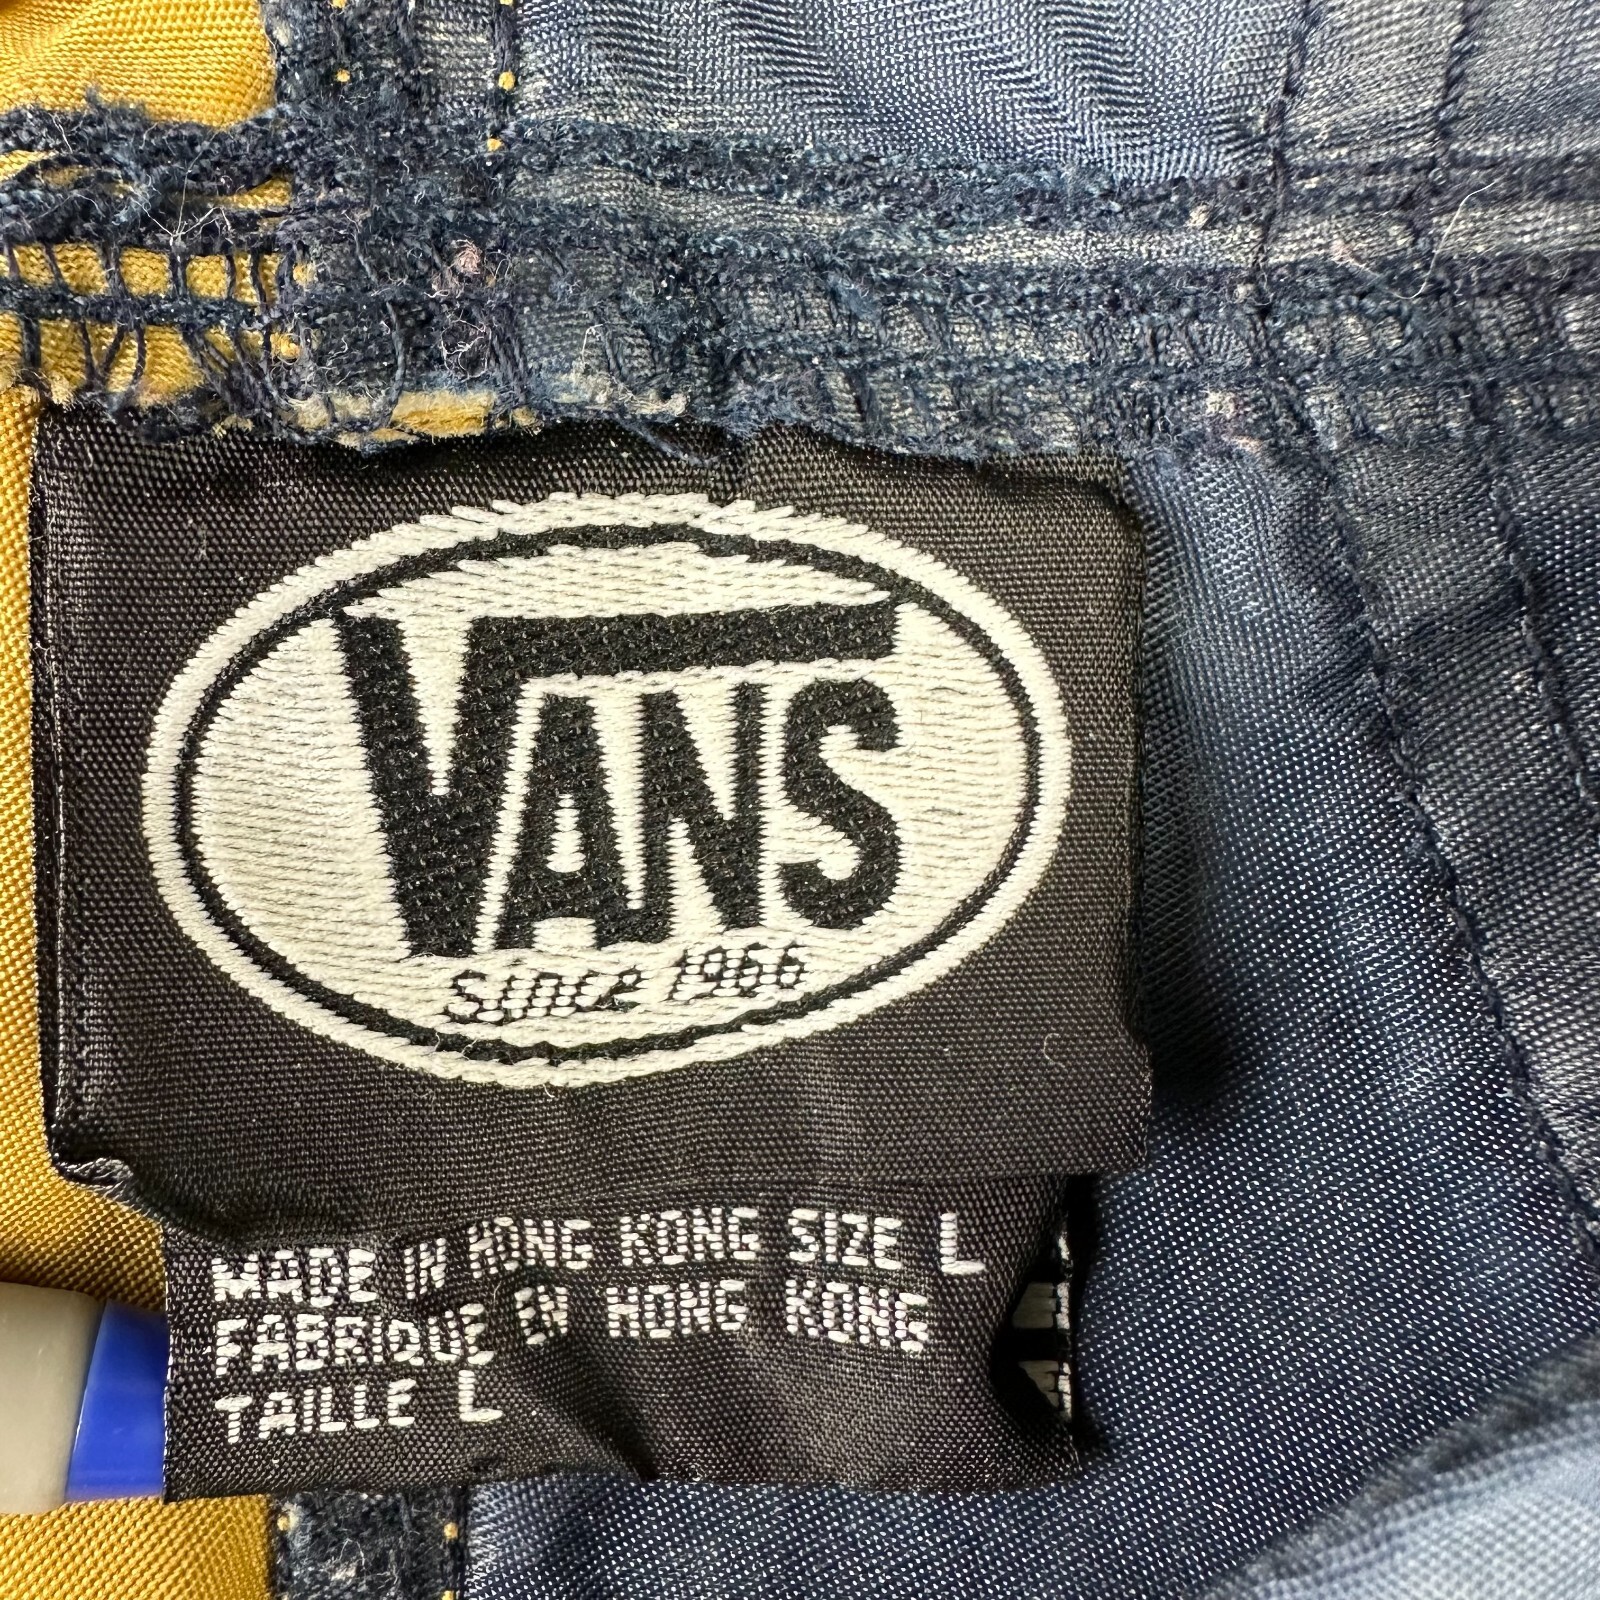 VANS
SINCE 1966
MADE IN HONG KONG SIZE L
FABRIQUE EN HONG KONG
TAILLE L